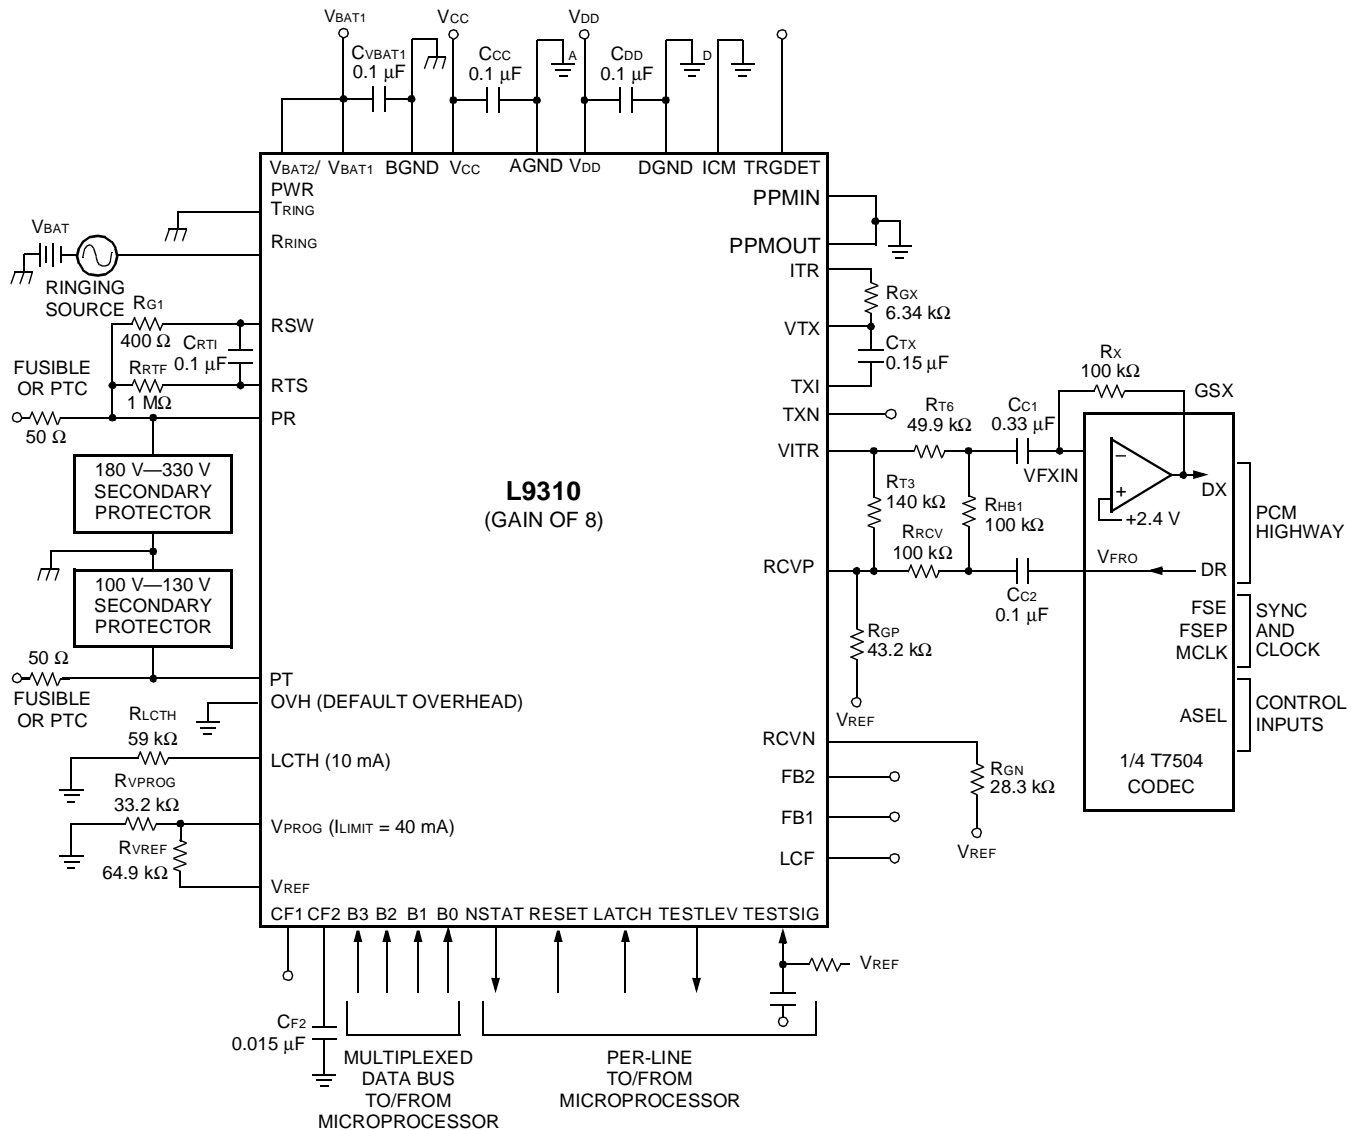 VBAT1
VCC
VDD
CVBAT1
0.1 µF
CCC
0.1 µF
A
CDD
0.1 µF
D
VBAT2/
PWR
VBAT1
BGND
VCC
AGND
VDD
DGND
ICM
TRGDET
TRING
RRING
VBAT
RINGING
SOURCE
RG1
400 Ω
CRTI
0.1 µF
RRTF
1 MΩ
RSW
RTS
PR
FUSIBLE
OR PTC
50 Ω
180 V—330 V
SECONDARY
PROTECTOR
100 V—130 V
SECONDARY
PROTECTOR
50 Ω
FUSIBLE
OR PTC
PT
OVH (DEFAULT OVERHEAD)
RLCTH
59 kΩ
LCTH (10 mA)
RVPROG
33.2 kΩ
VPROG (ILIMIT = 40 mA)
RVREF
64.9 kΩ
VREF
L9310
(GAIN OF 8)
PPMIN
PPMOUT
ITR
RGX
6.34 kΩ
VTX
CTX
0.15 µF
TXI
TXN
VITR
RT6
49.9 kΩ
CC1
0.33 µF
RX
100 kΩ
GSX
VFXIN
–
+
+2.4 V
DX
PCM
HIGHWAY
RT3
140 kΩ
RHB1
100 kΩ
RRCV
100 kΩ
RCVP
CC2
0.1 µF
VFRO
DR
FSE
FSEP
MCLK
SYNC
AND
CLOCK
RGP
43.2 kΩ
VREF
ASEL
CONTROL
INPUTS
1/4 T7504
CODEC
RCVN
RGN
28.3 kΩ
VREF
FB2
FB1
LCF
CF1 CF2 B3 B2 B1 B0 NSTAT RESET LATCH TESTLEV TESTSIG
VREF
CF2
0.015 µF
MULTIPLEXED
DATA BUS
TO/FROM
MICROPROCESSOR
PER-LINE
TO/FROM
MICROPROCESSOR